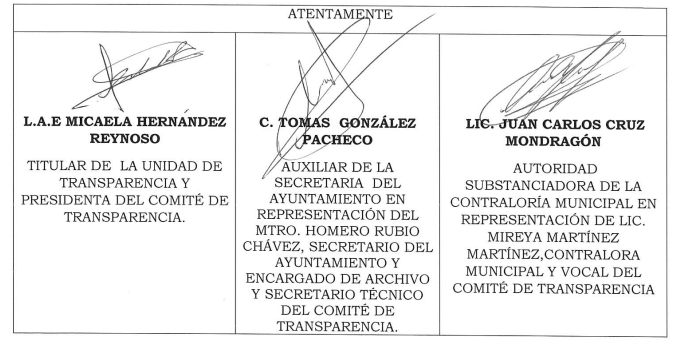 ATENTAMENTE
L.A.E MICAELA HERNÁNDEZ
REYNOSO
TITULAR DE LA UNIDAD DE
TRANSPARENCIA Y
PRESIDENTA DEL COMITÉ DE
TRANSPARENCIA.
C. TOMAS GONZÁLEZ
PACHECO
AUXILIAR DE LA
SECRETARIA DEL
AYUNTAMIENTO EN
REPRESENTACIÓN DEL
MTRO. HOMERO RUBIO
CHÁVEZ, SECRETARIO DEL
AYUNTAMIENTO Y
ENCARGADO DE ARCHIVO
Y SECRETARIO TÉCNICO
DEL COMITÉ DE
TRANSPARENCIA.
LIC. JUAN CARLOS CRUZ
MONDRAGÓN
AUTORIDAD
SUBSTANCIADORA DE LA
CONTRALORÍA MUNICIPAL EN
REPRESENTACIÓN DE LIC.
MIREYA MARTÍNEZ
MARTÍNEZ,CONTRALORA
MUNICIPAL Y VOCAL DEL
COMITÉ DE TRANSPARENCIA